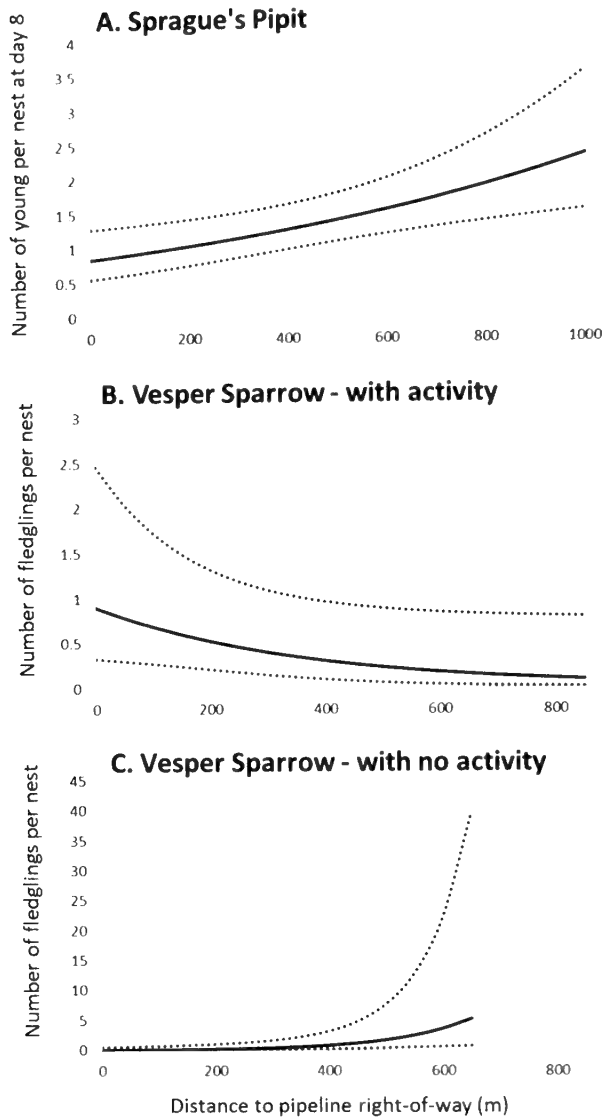 A. Sprague's Pipit
Number of young per nest at day 8
4
3 5
3
2 5
2
1.5
1
0.5
0
0 200 400 600 800 1000
B. Vesper Sparrow - with activity
Number of fledglings per nest
3
2.5
2
1.5
1
0.5
0
0 200 400 600 800
C. Vesper Sparrow - with no activity
Number of fledglings per nest
45
40
35
30
25
20
15
10
5
0
0 200 400 600 800
Distance to pipeline right-of-way (m)